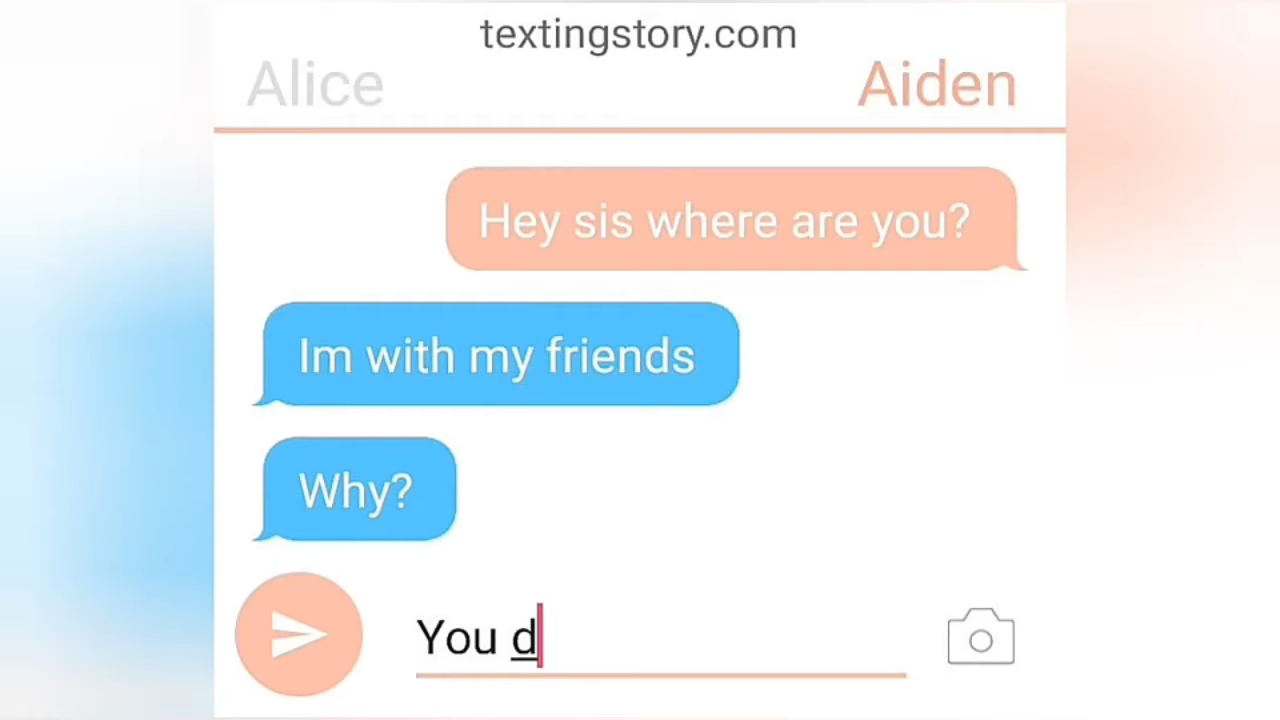 textingstory.com
Alice
Aiden
Hey sis where are you?
Im with my friends
Why?
You d